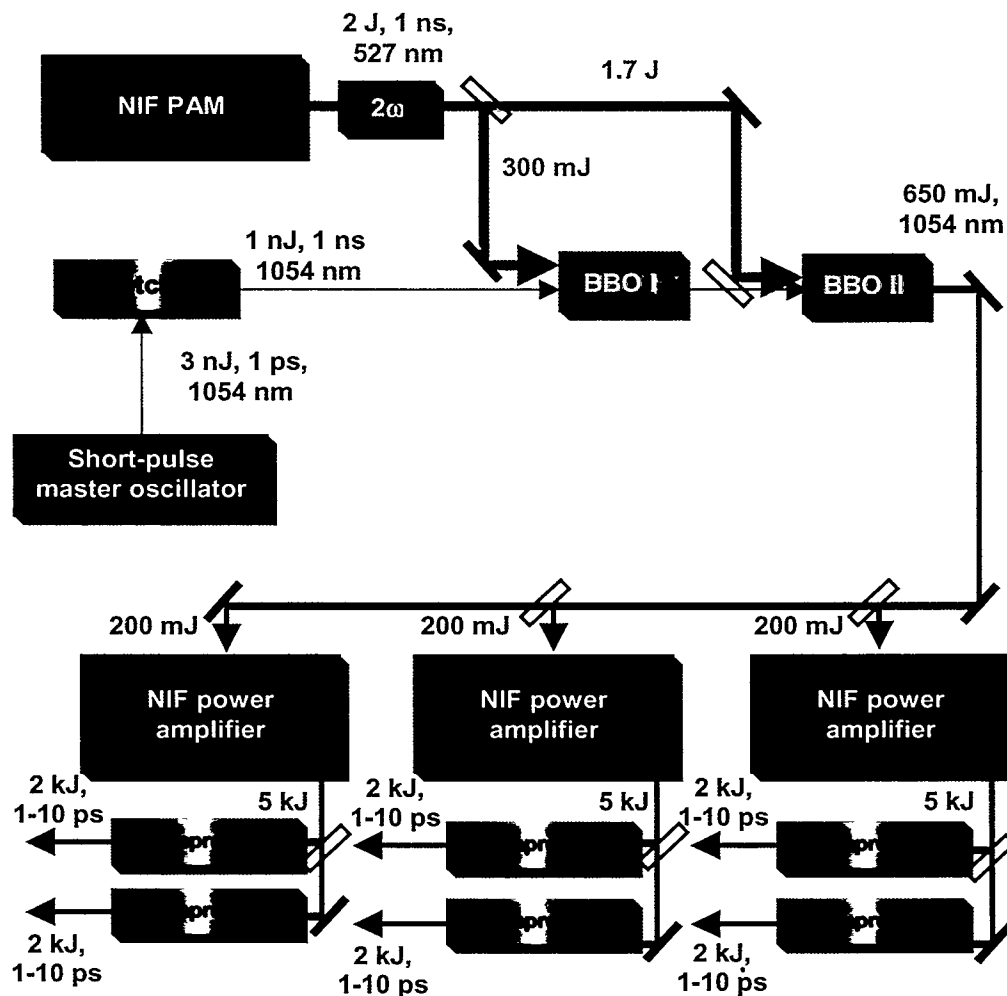 2 J, 1 ns,
527 nm
NIF PAM
2ω
1.7 J
300 mJ
650 mJ,
1054 nm
1 nJ, 1 ns
1054 nm
BBO I
BBO II
3 nJ, 1 ps,
1054 nm
Short-pulse
master oscillator
200 mJ
200 mJ
200 mJ
NIF power
amplifier
NIF power
amplifier
NIF power
amplifier
2 kJ,
1-10 ps
5 kJ
2 kJ,
1-10 ps
5 kJ
2 kJ,
1-10 ps
5 kJ
2 kJ,
1-10 ps
2 kJ,
1-10 ps
2 kJ,
1-10 ps